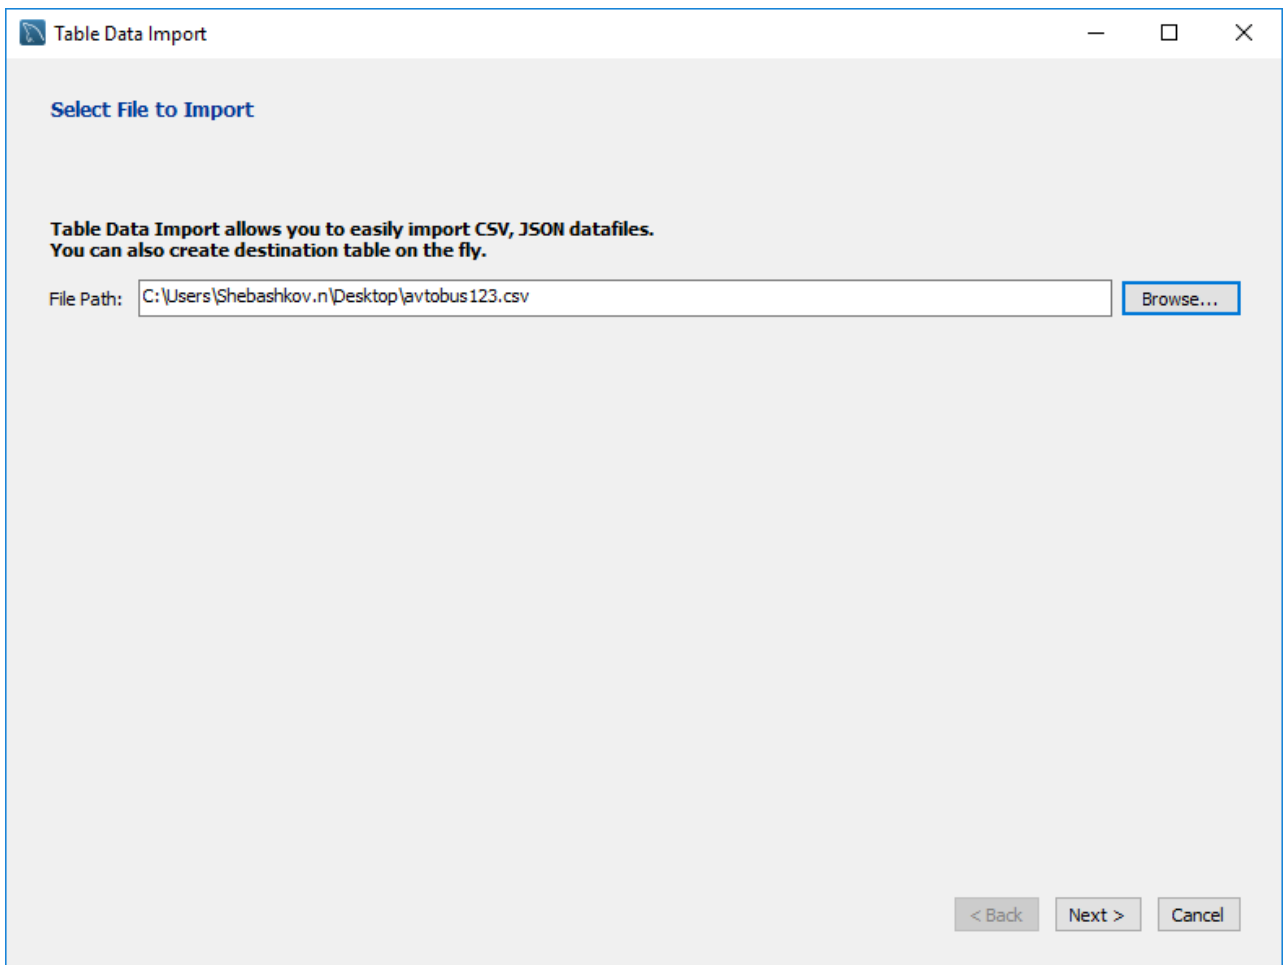 Table Data Import
Select File to Import
Table Data Import allows you to easily import CSV, JSON datafiles.
You can also create destination table on the fly.
File Path: C:\Users\Shebashkov.n\Desktop\avtobus123.csv Browse...
< Back Next > Cancel